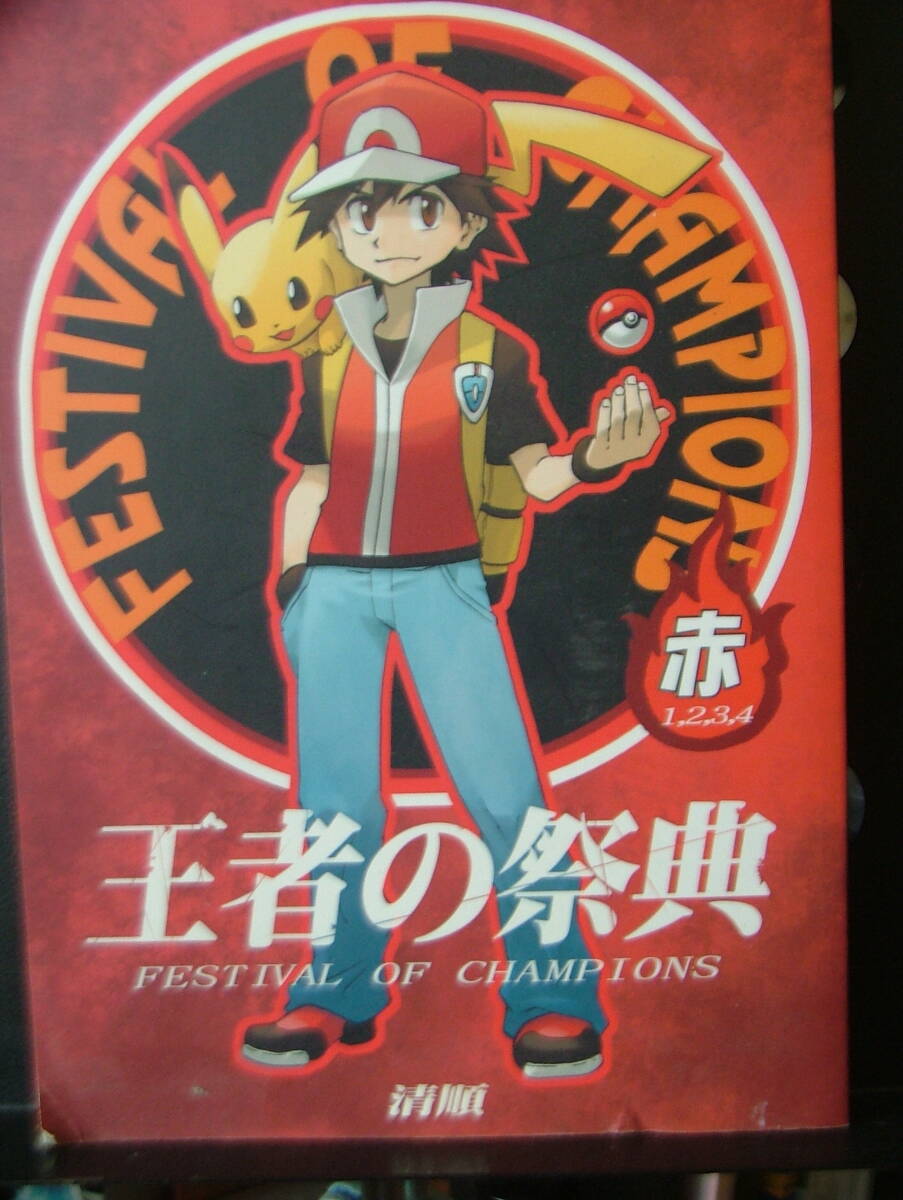 FESTIVAL OF CHAMPIONS
赤
1,2,3,4
王者の祭典
FESTIVAL OF CHAMPIONS
清順